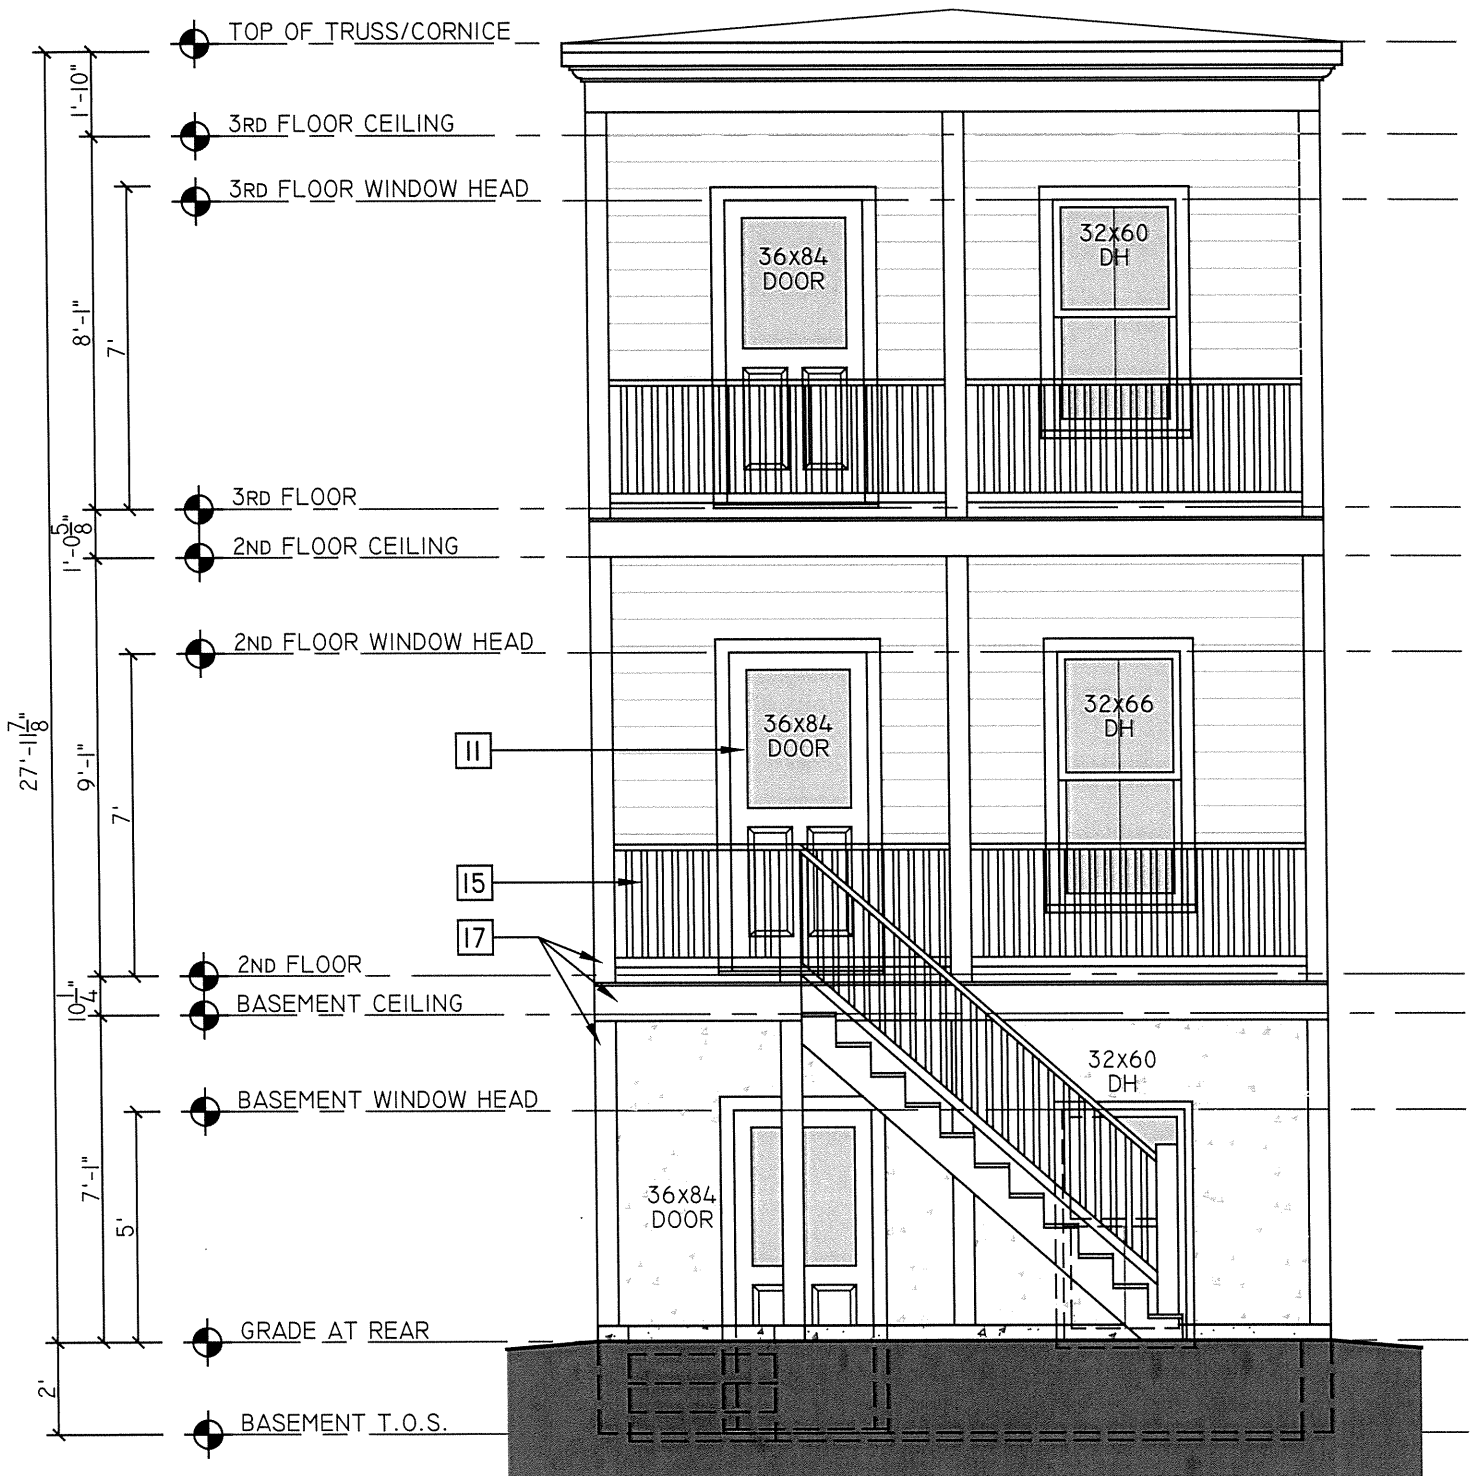 TOP OF TRUSS/CORNICE
1'-10"
3RD FLOOR CEILING
3RD FLOOR WINDOW HEAD
36X84
DOOR
32X60
DH
8'-1"
7'
3RD FLOOR
1'-0 5/8"
2ND FLOOR CEILING
2ND FLOOR WINDOW HEAD
36X84
DOOR
32X66
DH
11
27'-11 7/8"
9'-1"
7'
15
17
2ND FLOOR
10 1/4"
BASEMENT CEILING
32X60
DH
BASEMENT WINDOW HEAD
7'-1"
5'
36X84
DOOR
GRADE AT REAR
2'
BASEMENT T.O.S.